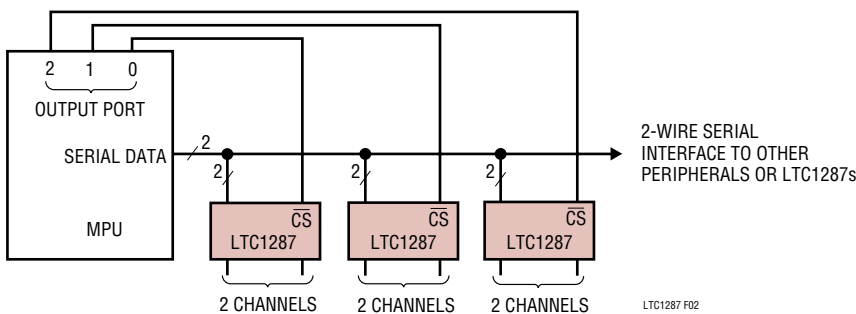 2 1 0
OUTPUT PORT
SERIAL DATA
2
MPU
2-WIRE SERIAL
INTERFACE TO OTHER
PERIPHERALS OR LTC1287s
2
2
2
CS
CS
CS
LTC1287
LTC1287
LTC1287
2 CHANNELS
2 CHANNELS
2 CHANNELS
LTC1287 F02